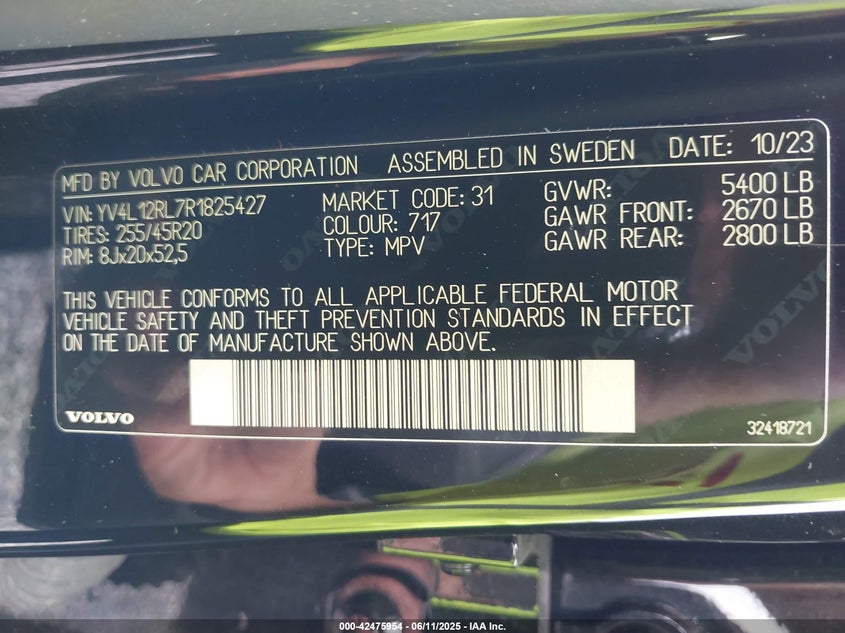 MFD BY VOLVO CAR CORPORATION ASSEMBLED IN SWEDEN DATE: 10/23
VIN: YV4L12RL7R1825427 MARKET CODE: 31 GVWR: 5400 LB
TIRES: 255/45R20 COLOUR: 717 GAWR FRONT: 2670 LB
RIM: 8Jx20x52,5 TYPE: MPV GAWR REAR: 2800 LB
THIS VEHICLE CONFORMS TO ALL APPLICABLE FEDERAL MOTOR
VEHICLE SAFETY AND THEFT PREVENTION STANDARDS IN EFFECT
ON THE DATE OF MANUFACTURE SHOWN ABOVE.
VOLVO
32418721
000-42475954 - 06/11/2025 - IAA Inc.